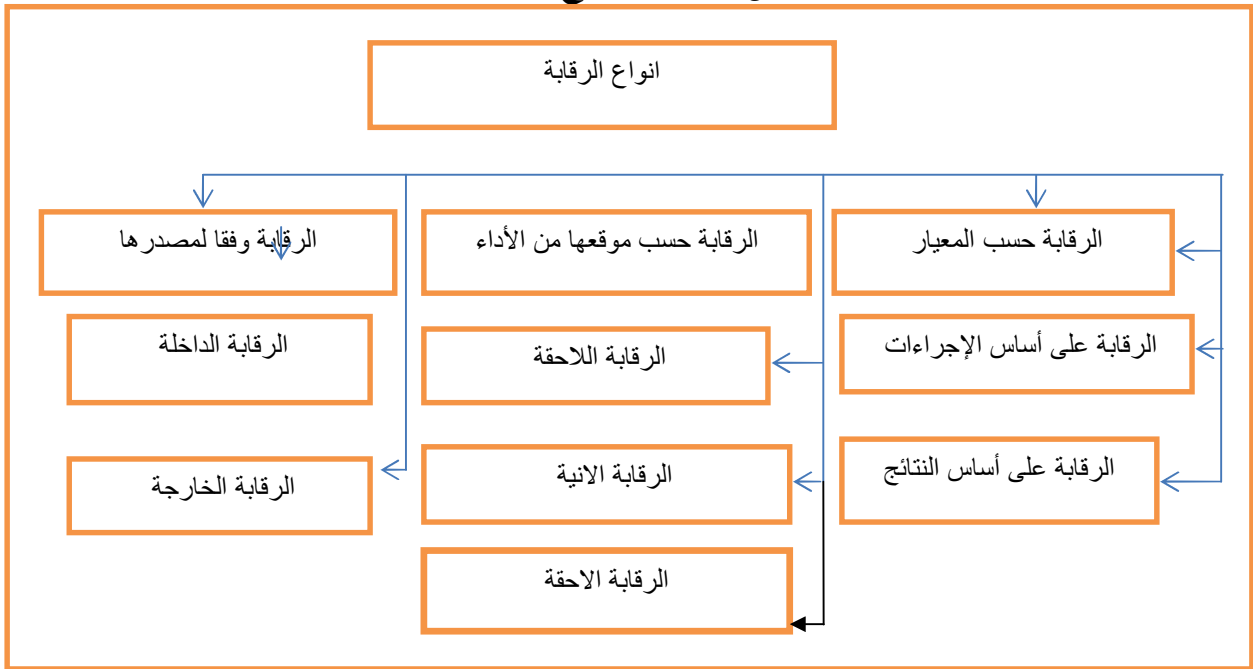 انواع الرقابة
الرقابة حسب المعيار
الرقابة حسب موقعها من الأداء
الرقابة وفقا لمصدرها
الرقابة على أساس الإجراءات
الرقابة اللاحقة
الرقابة الداخلة
الرقابة على أساس النتائج
الرقابة الانية
الرقابة الخارجة
الرقابة الاحقة